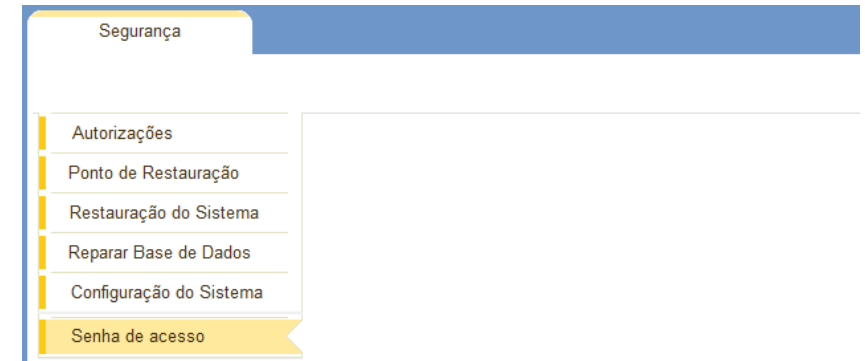 Segurança
Autorizações
Ponto de Restauração
Restauração do Sistema
Reparar Base de Dados
Configuração do Sistema
Senha de acesso